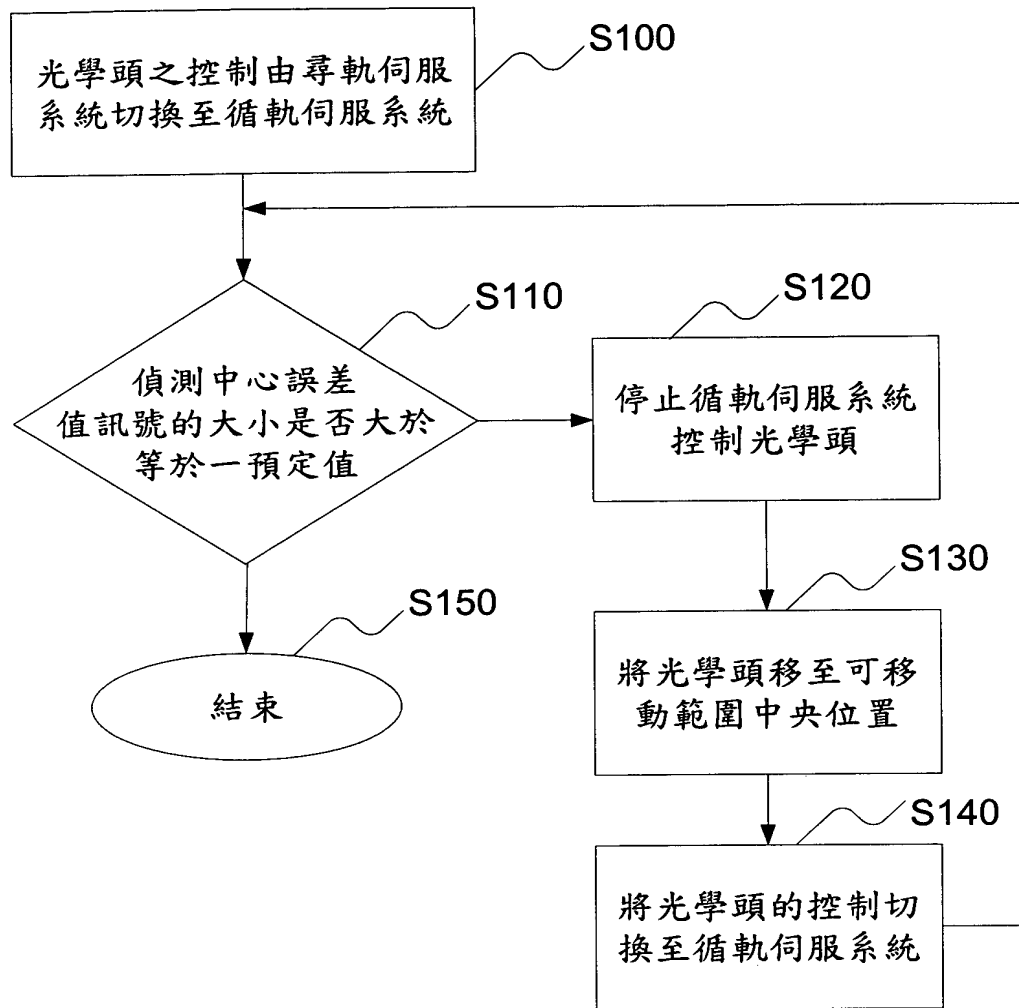 S100
光學頭之控制由尋軌伺服
系統切換至循軌伺服系統
S110
偵測中心誤差
值訊號的大小是否大於
等於一預定值
S120
停止循軌伺服系統
控制光學頭
S130
將光學頭移至可移
動範圍中央位置
S140
將光學頭的控制切
換至循軌伺服系統
S150
結束